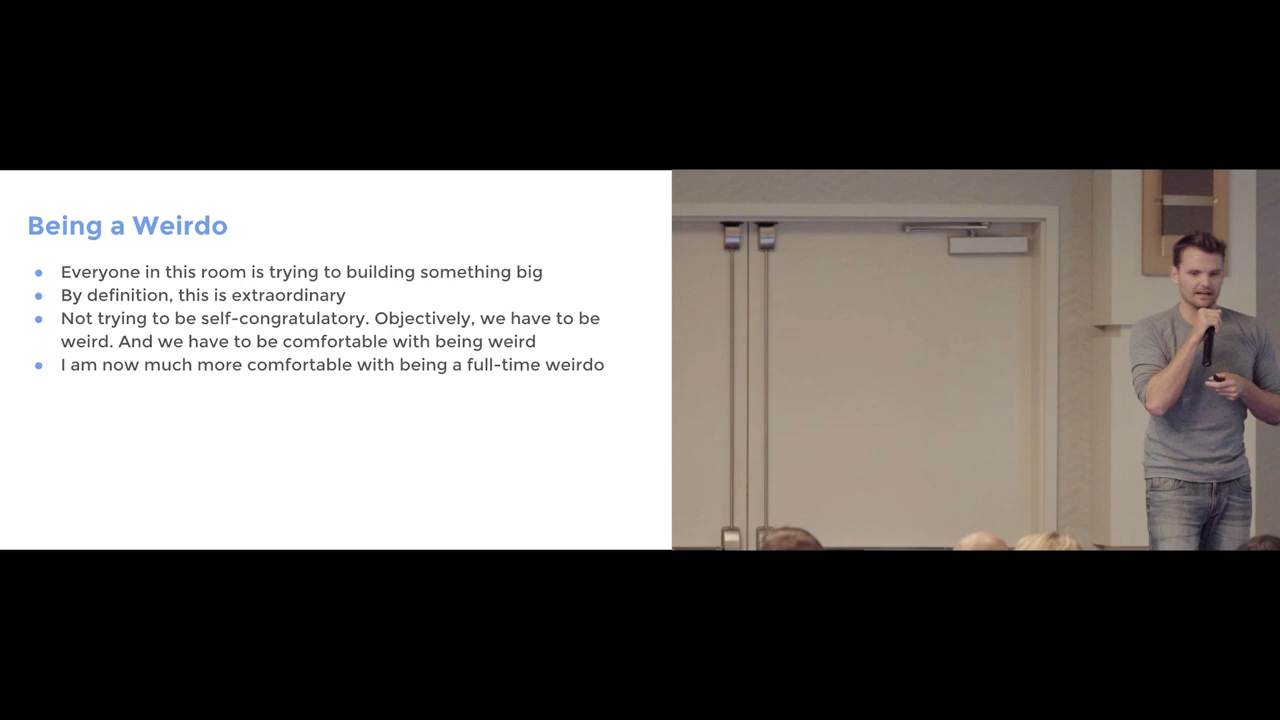 Being a Weirdo
● Everyone in this room is trying to building something big
● By definition, this is extraordinary
● Not trying to be self-congratulatory. Objectively, we have to be
weird. And we have to be comfortable with being weird
● I am now much more comfortable with being a full-time weirdo